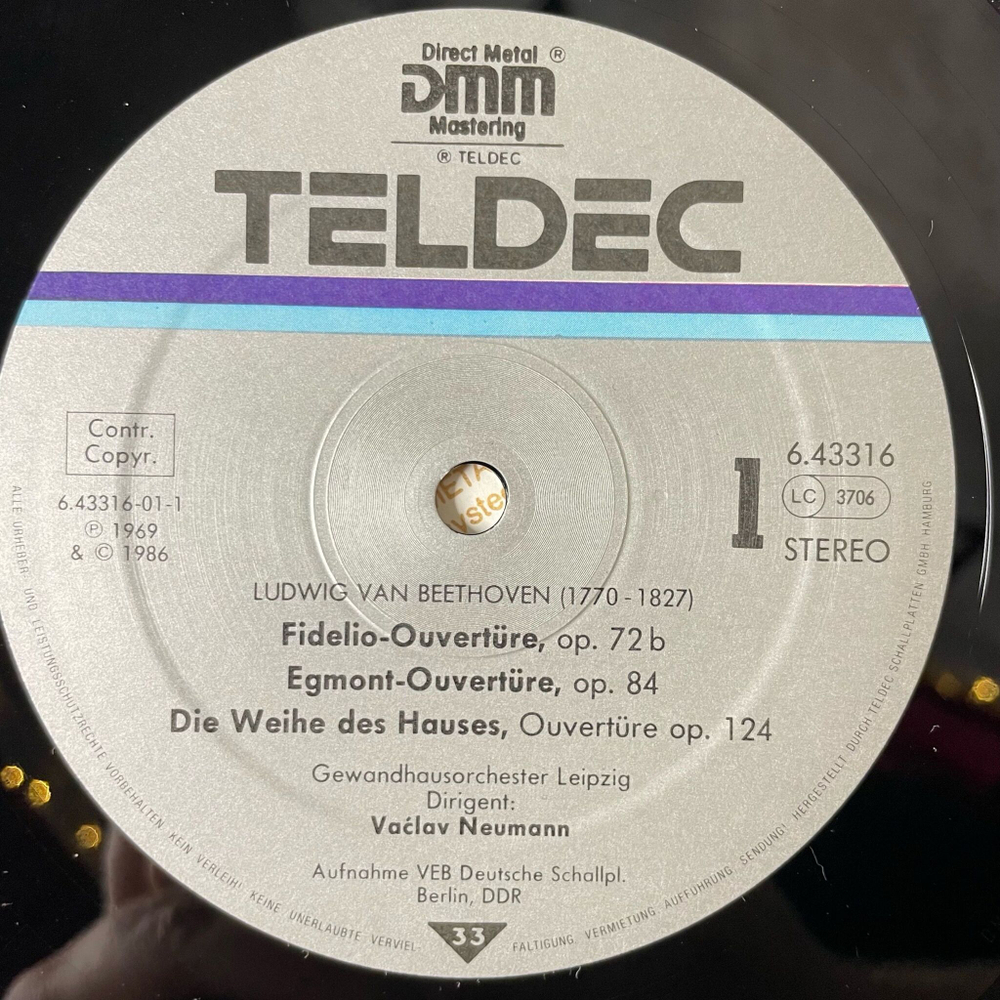 Direct Metal ®
DMM
Mastering
® TELDEC
TELDEC
Contr.
Copyr.
6.43316-01-1
℗ 1969
& © 1986
1
6.43316
LC 3706
STEREO
LUDWIG VAN BEETHOVEN (1770-1827)
Fidelio-Ouvertüre, op. 72 b
Egmont-Ouvertüre, op. 84
Die Weihe des Hauses, Ouvertüre op. 124
Gewandhausorchester Leipzig
Dirigent:
Vaćlav Neumann
Aufnahme VEB Deutsche Schallpl.
Berlin, DDR
33
ALLE URHEBER UND LEISTUNGSSCHUTZRECHTE VORBEHALTEN KEIN VERLEIH! KEINE UNERLAUBTE VERVIEL-FÄLTIGUNG, VERMIETUNG, AUFFÜHRUNG, SENDUNG! HERGESTELLT DURCH TELDEC SCHALLPLATTEN GMBH HAMBURG